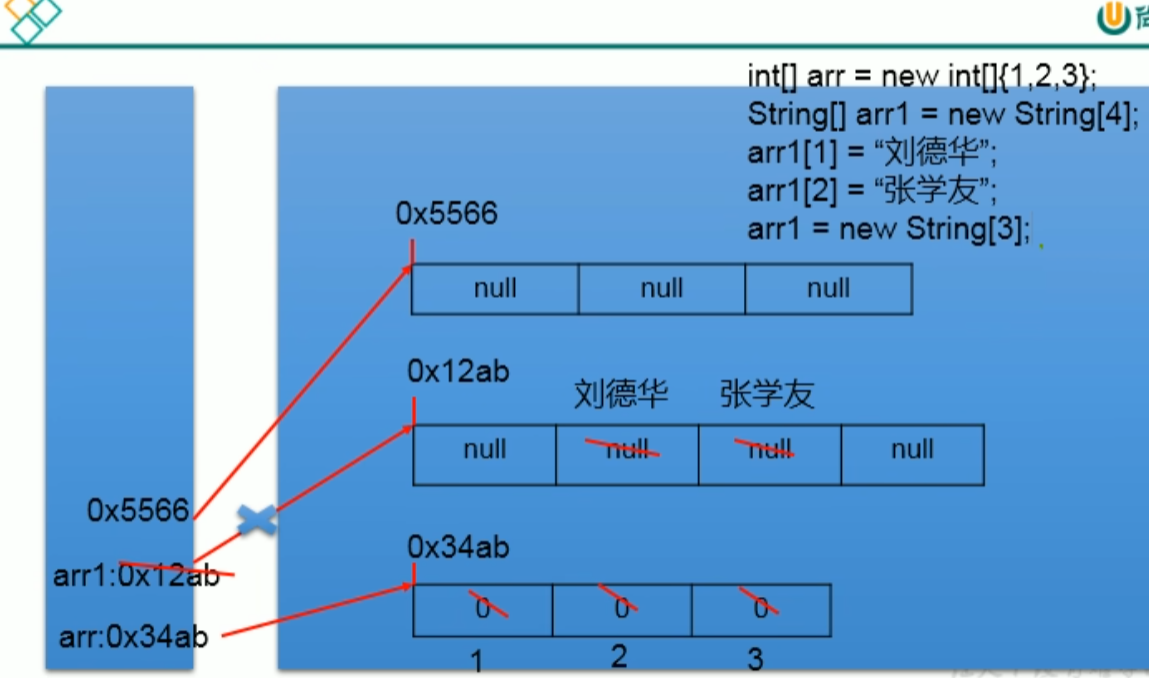 int[] arr = new int[]{1,2,3};
String[] arr1 = new String[4];
arr1[1] = “刘德华”;
arr1[2] = “张学友”;
arr1 = new String[3];
0x5566
null null null
0x12ab
刘德华 张学友
null null null null
0x5566
0x34ab
arr1:0x12ab
arr:0x34ab
0 0 0
1 2 3